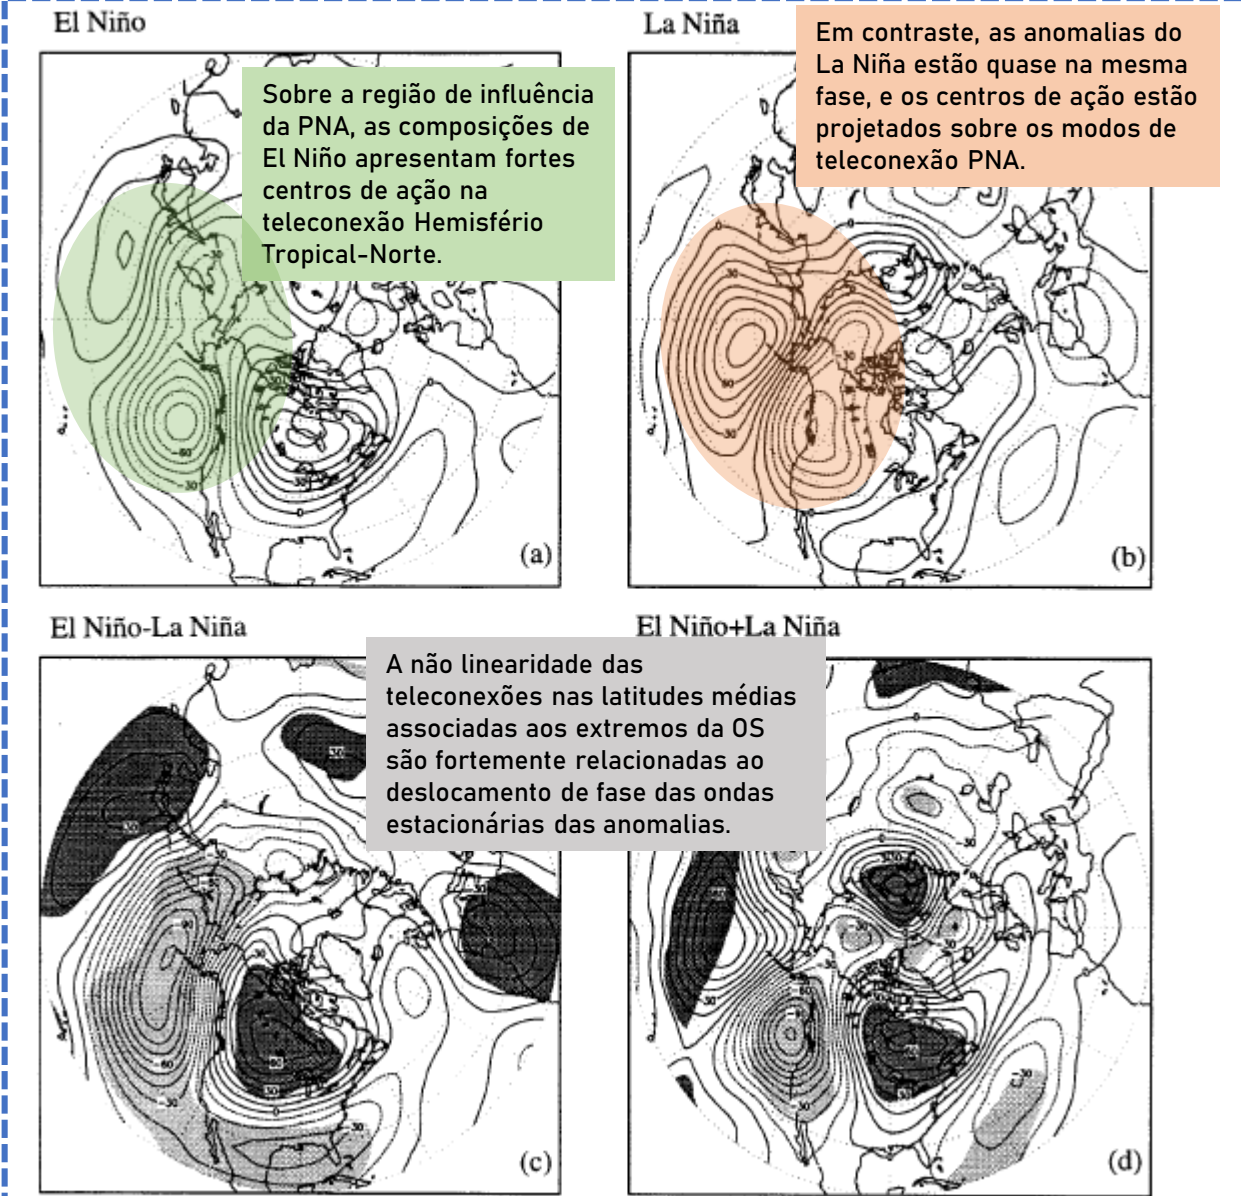 El Niño
La Niña
Sobre a região de influência
da PNA, as composições de
El Niño apresentam fortes
centros de ação na
teleconexão Hemisfério
Tropical-Norte.
Em contraste, as anomalias do
La Niña estão quase na mesma
fase, e os centros de ação estão
projetados sobre os modos de
teleconexão PNA.
(a)
(b)
El Niño-La Niña
El Niño+La Niña
A não linearidade das
teleconexões nas latitudes médias
associadas aos extremos da OS
são fortemente relacionadas ao
deslocamento de fase das ondas
estacionárias das anomalias.
(c)
(d)